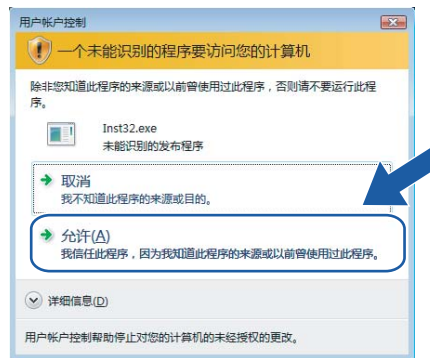 用户帐户控制
一个未能识别的程序要访问您的计算机
除非您知道此程序的来源或以前曾使用过此程序，否则请不要运行此程
序。
Inst32.exe
未能识别的发布程序
取消
我不知道此程序的来源或目的。
允许(A)
我信任此程序，因为我知道此程序的来源或以前曾使用过此程序。
详细信息(D)
用户帐户控制帮助停止对您的计算机的未经授权的更改。